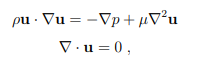 ρu · ∇u = −∇p + μ∇²u
∇ · u = 0 ,